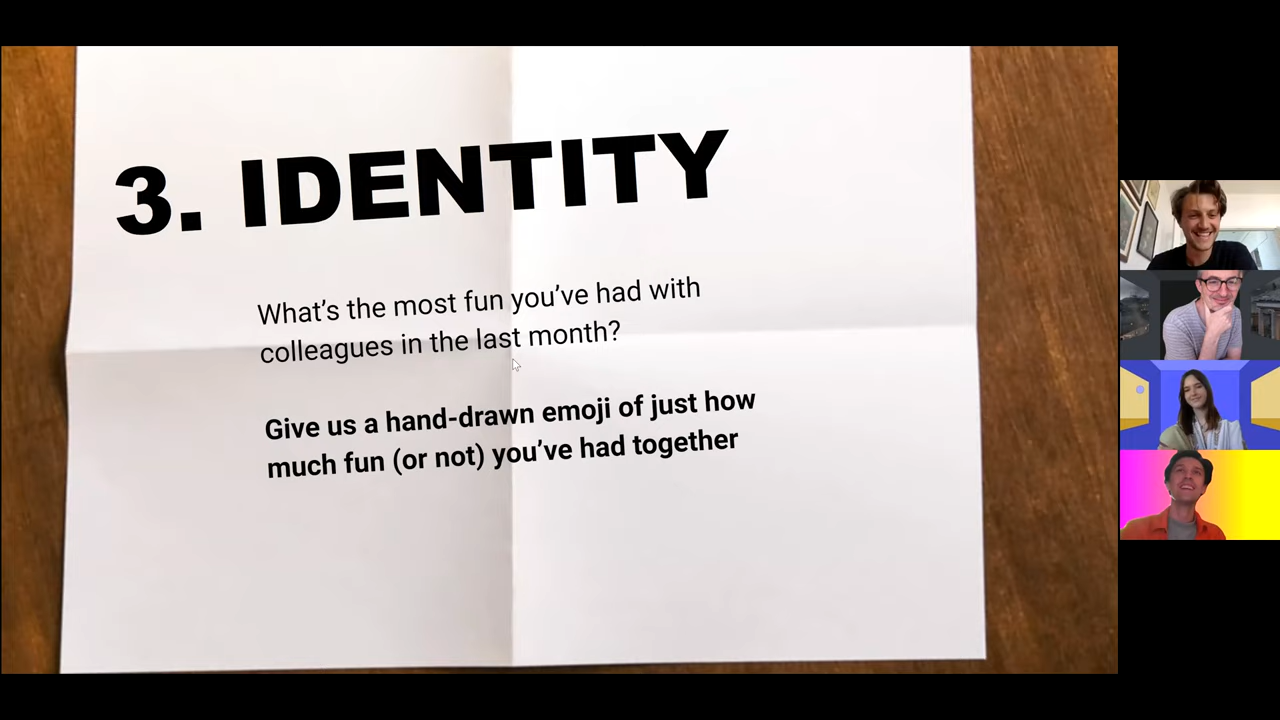 3. IDENTITY
What’s the most fun you’ve had with
colleagues in the last month?
Give us a hand-drawn emoji of just how
much fun (or not) you’ve had together